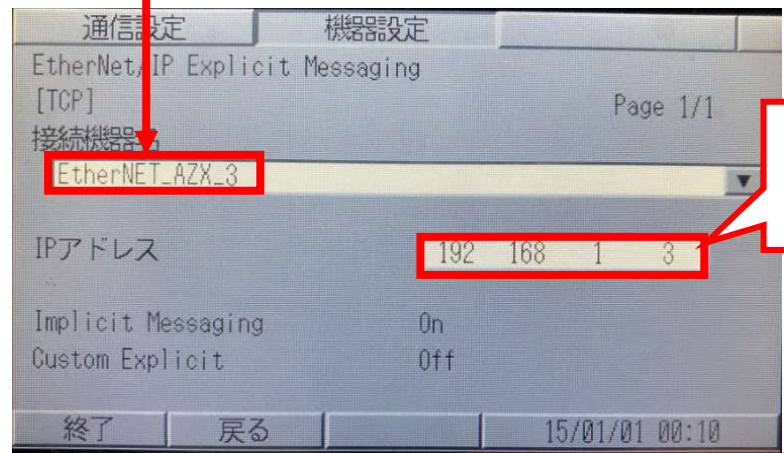 通信設定 機器設定
EtherNet/IP Explicit Messaging
[TCP] Page 1/1
接続機器名
EtherNET_AZX_3
IPアドレス 192 168 1 3
Implicit Messaging On
Custom Explicit Off
終了 戻る 15/01/01 00:10